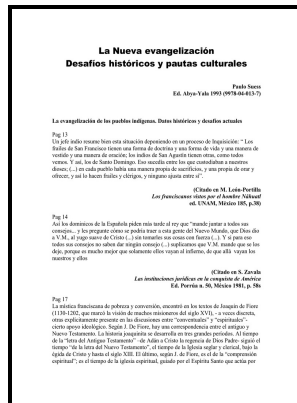 La Nueva evangelización
Desafíos históricos y pautas culturales
Paulo Suess
Ed. Abya-Yala 1993 (9978-04-013-7)
La evangelización de los pueblos indígenas. Datos históricos y desafíos actuales
Pag 13
Un jefe indio resume bien esta situación deponiendo en un proceso de Inquisición: “ Los
frailes de San Francisco tienen una forma de doctrina y una forma de vida y una manera de
vestido y una manera de oración; los indios de San Agustín tienen otra, como todos
vemos. Y así, los de Santo Domingo. Eso sucedía entre los que custodiaban a nuestros
dioses; (...) en cada pueblo había una manera propia de sacrificios, y una propia de orar y
ofrecer, y así lo hacen frailes y clérigos, y ninguno ajusta entre sí”.
(Citado en M. León-Portilla
Los franciscanos vistos por el hombre Náhuatl
ed. UNAM, México 185, p.38)
Pag 14
Así los dominicos de la Española piden más tarde al rey que “mande juntar a todos sus
consejos... y les pregunte cómo se podría traer a esta gente del Nuevo Mundo, que Dios dio
a V.M., al yugo suave de Cristo (...) sin tomarles sus cosas con fuerza (...). Y si para eso
todas sus consejos no saben dar ningún consejo (...) suplicamos que V.M. mande que se les
deje, porque es mucho mejor que solamente ellos vayan al infierno, de que allá vayan los
nuestros y ellos
(Citado en S. Zavala
Las instituciones jurídicas en la conquista de América
Ed. Porrúa n. 50, México 1981, p. 58s
Pag 17
La mística franciscana de pobreza y conversión, encontró en los textos de Joaquín de Fiore
(1130-1202, que marcó la visión de muchos misioneros del siglo XVI), - a veces discreta,
otras explícitamente presente en las discusiones entre “conventuales” y “espirituales”-
cierto apoyo ideológico. Según J. De Fiore, hay una correspondencia entre el antiguo y
Nuevo Testamento. La historia joaquinita se desarrolla en tres grandes períodos. Al tiempo
de la “letra del Antiguo Testamento” -de Adán a Cristo la regencia de Dios Padre- siguió el
tiempo “de la letra del Nuevo Testamento”, el tiempo de la Iglesia seglar y clerical, bajo la
égida de Cristo y hasta el siglo XIII. El último, según J. de Fiore, es el de la “comprensión
espiritual”; es el tiempo de la iglesia espiritual, guiado por el Espíritu Santo que actúa por